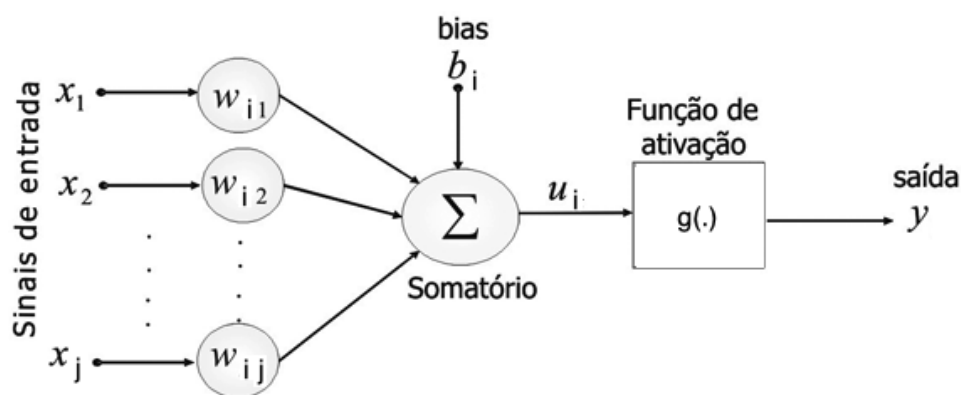 Sinais de entrada
x1
x2
xj
wi1
wi2
wij
bias
bi
Σ
Somatório
ui
Função de
ativação
g(.)
saída
y